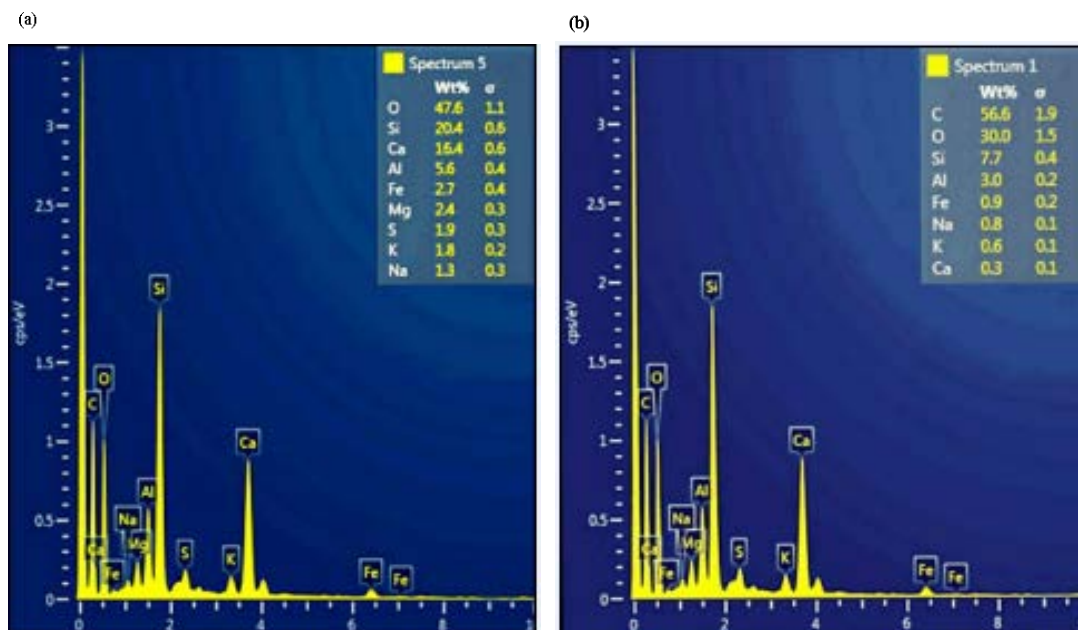 (a)
Spectrum 5
Wt% σ
O 47.6 1.1
Si 20.4 0.6
Ca 16.4 0.6
Al 5.6 0.4
Fe 2.7 0.4
Mg 2.4 0.3
S 1.9 0.3
K 1.8 0.2
Na 1.3 0.3
cps/eV
3
2.5
2
1.5
1
0.5
0
Si
O
C
Ca
Al
Na
Mg
Ca
Fe
S
K
Fe
Fe
0 2 4 6 8 1
(b)
Spectrum 1
Wt% σ
C 56.6 1.9
O 30.0 1.5
Si 7.7 0.4
Al 3.0 0.2
Fe 0.9 0.2
Na 0.8 0.1
K 0.6 0.1
Ca 0.3 0.1
cps/eV
3
2.5
2
1.5
1
0.5
0
Si
O
C
Ca
Al
Na
Mg
Ca
Fe
S
K
Fe
Fe
0 2 4 6 8